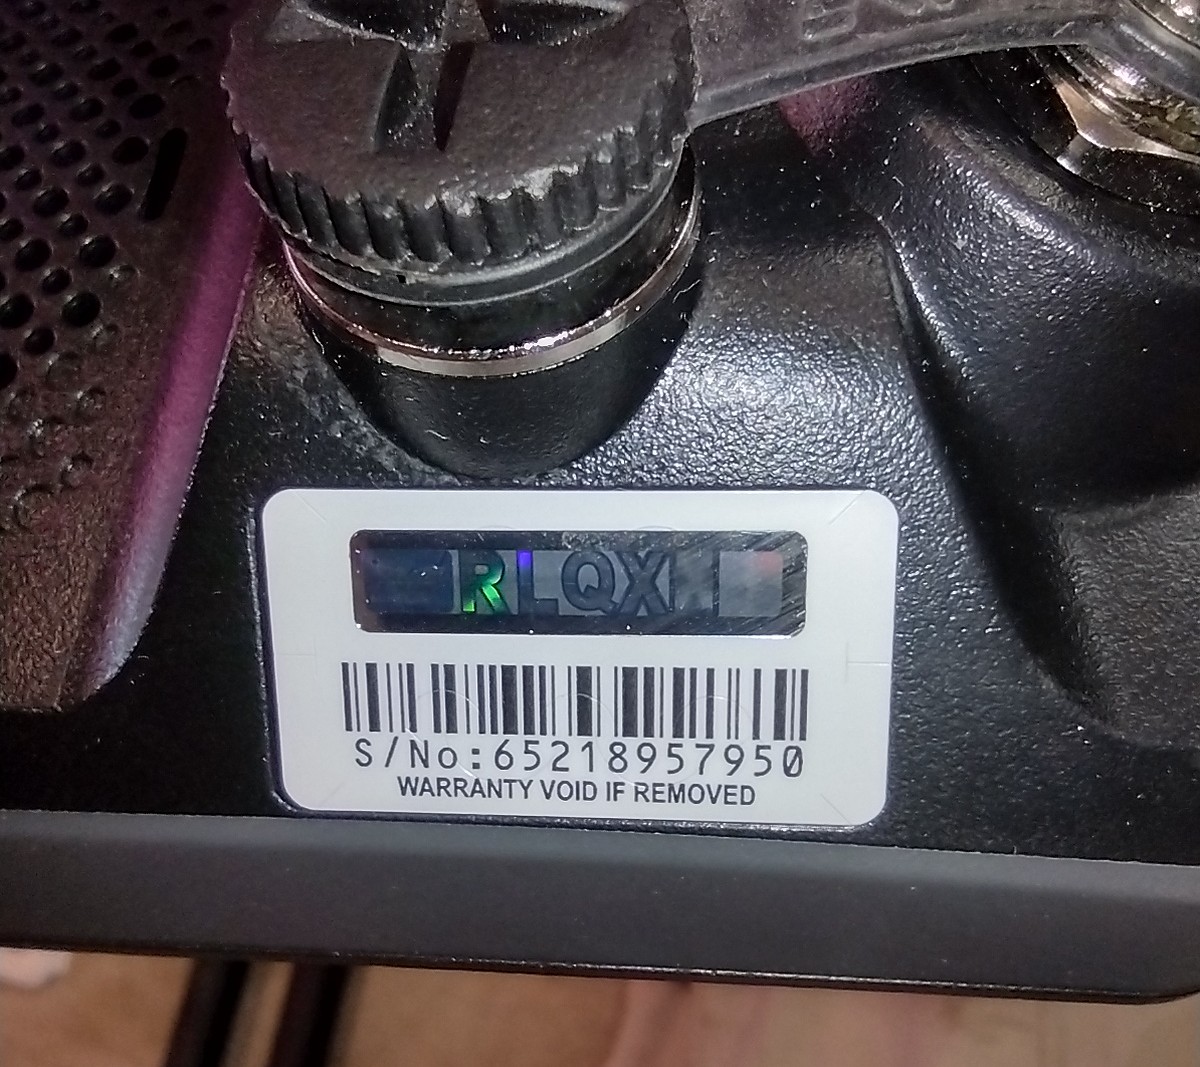 RLQX
S/No:65218957950
WARRANTY VOID IF REMOVED